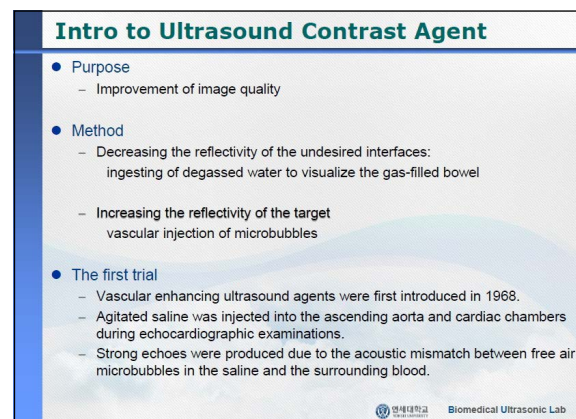 Intro to Ultrasound Contrast Agent
Purpose
– Improvement of image quality
Method
– Decreasing the reflectivity of the undesired interfaces:
ingesting of degassed water to visualize the gas-filled bowel
– Increasing the reflectivity of the target
vascular injection of microbubbles
The first trial
– Vascular enhancing ultrasound agents were first introduced in 1968.
– Agitated saline was injected into the ascending aorta and cardiac chambers
during echocardiographic examinations.
– Strong echoes were produced due to the acoustic mismatch between free air
microbubbles in the saline and the surrounding blood.
연세대학교 Biomedical Ultrasonic Lab